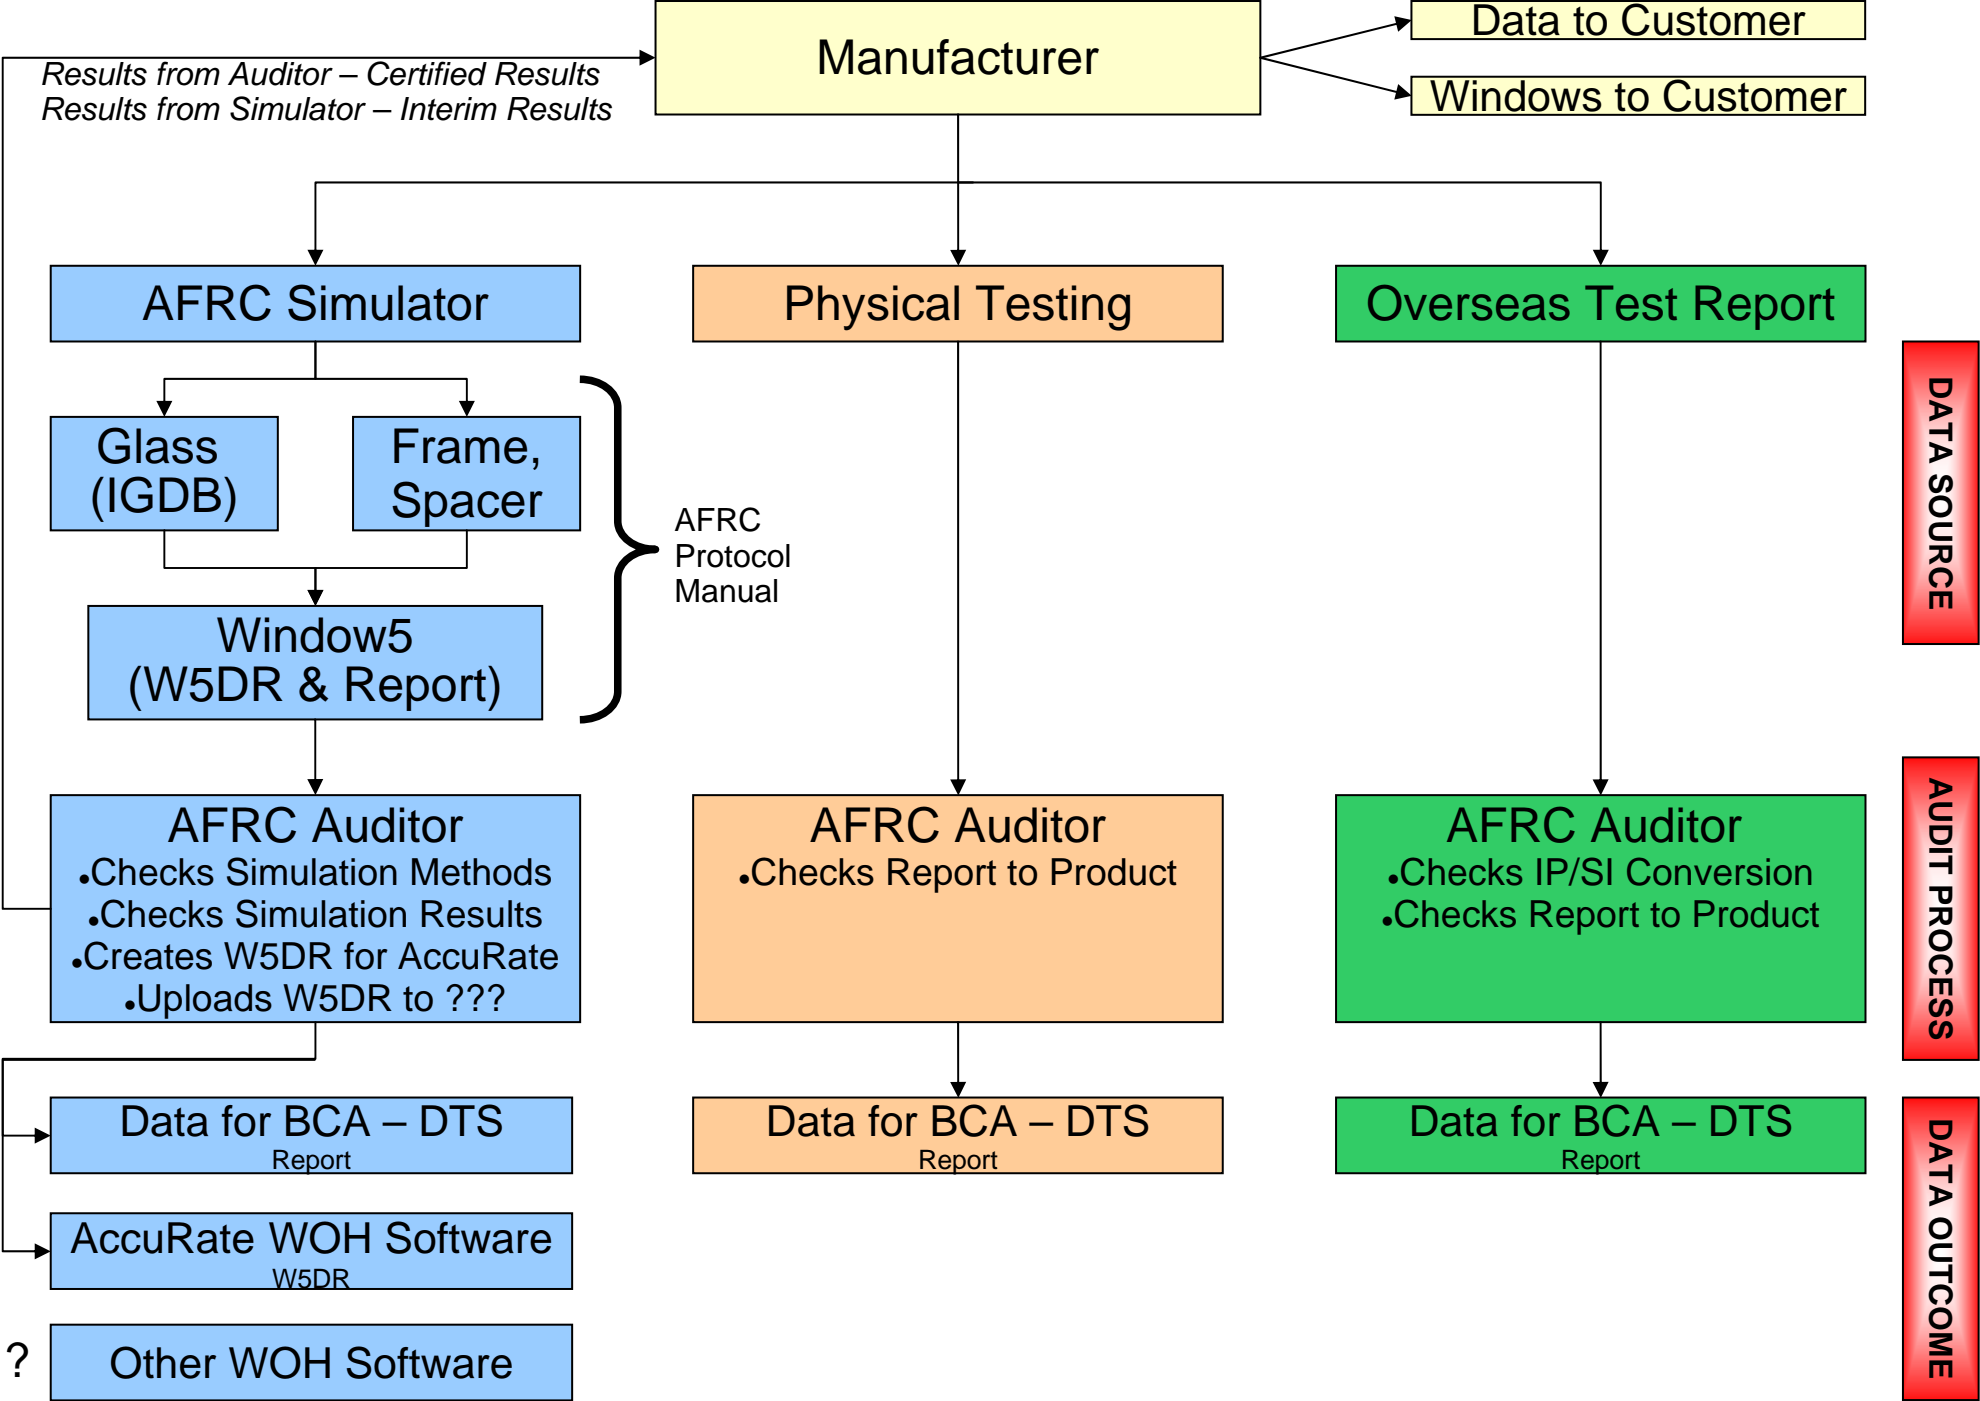 Manufacturer
Data to Customer
Windows to Customer
Results from Auditor – Certified Results
Results from Simulator – Interim Results
AFRC Simulator
Physical Testing
Overseas Test Report
Glass
(IGDB)
Frame,
Spacer
AFRC
Protocol
Manual
Window5
(W5DR & Report)
DATA SOURCE
AFRC Auditor
•Checks Simulation Methods
•Checks Simulation Results
•Creates W5DR for AccuRate
•Uploads W5DR to ???
AFRC Auditor
•Checks Report to Product
AFRC Auditor
•Checks IP/SI Conversion
•Checks Report to Product
AUDIT PROCESS
Data for BCA – DTS
Report
Data for BCA – DTS
Report
Data for BCA – DTS
Report
AccuRate WOH Software
W5DR
? Other WOH Software
DATA OUTCOME